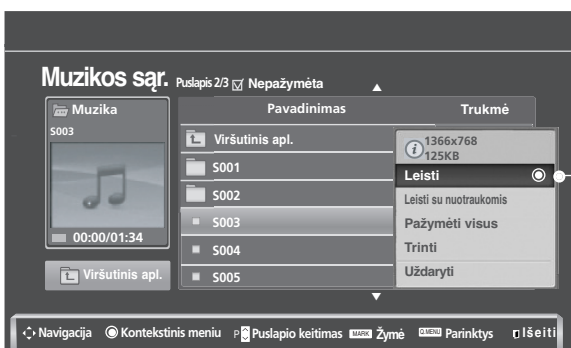 Muzikos sąr. Puslapis 2/3 Nepažymėta
Muzika
S003
00:00/01:34
Viršutinis apl.
Pavadinimas Trukmė
Viršutinis apl.
S001
S002
S003
S004
S005
1366x768
125KB
Leisti
Leisti su nuotraukomis
Pažymėti visus
Trinti
Uždaryti
Navigacija Kontekstinis meniu P Puslapio keitimas MARK Žymė Q.MENU Parinktys Išeiti